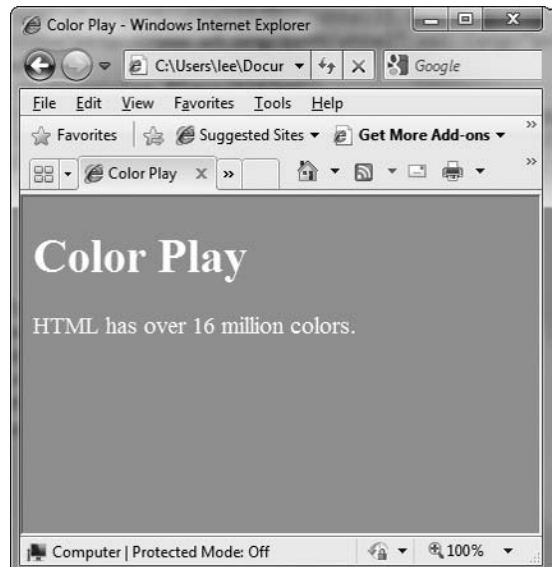 Color Play - Windows Internet Explorer
C:\Users\lee\Docur
Google
File Edit View Favorites Tools Help
Favorites Suggested Sites Get More Add-ons »
Color Play x » »
Color Play
HTML has over 16 million colors.
Computer | Protected Mode: Off 100%